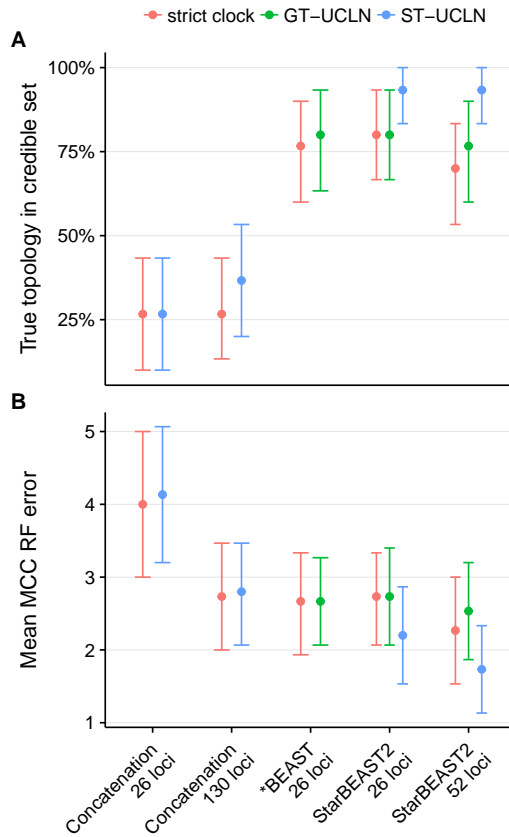 strict clock GT−UCLN ST−UCLN
A
True topology in credible set
100%
75%
50%
25%
B
Mean MCC RF error
5
4
3
2
1
Concatenation
26 loci
Concatenation
130 loci
*BEAST
26 loci
StarBEAST2
26 loci
StarBEAST2
52 loci